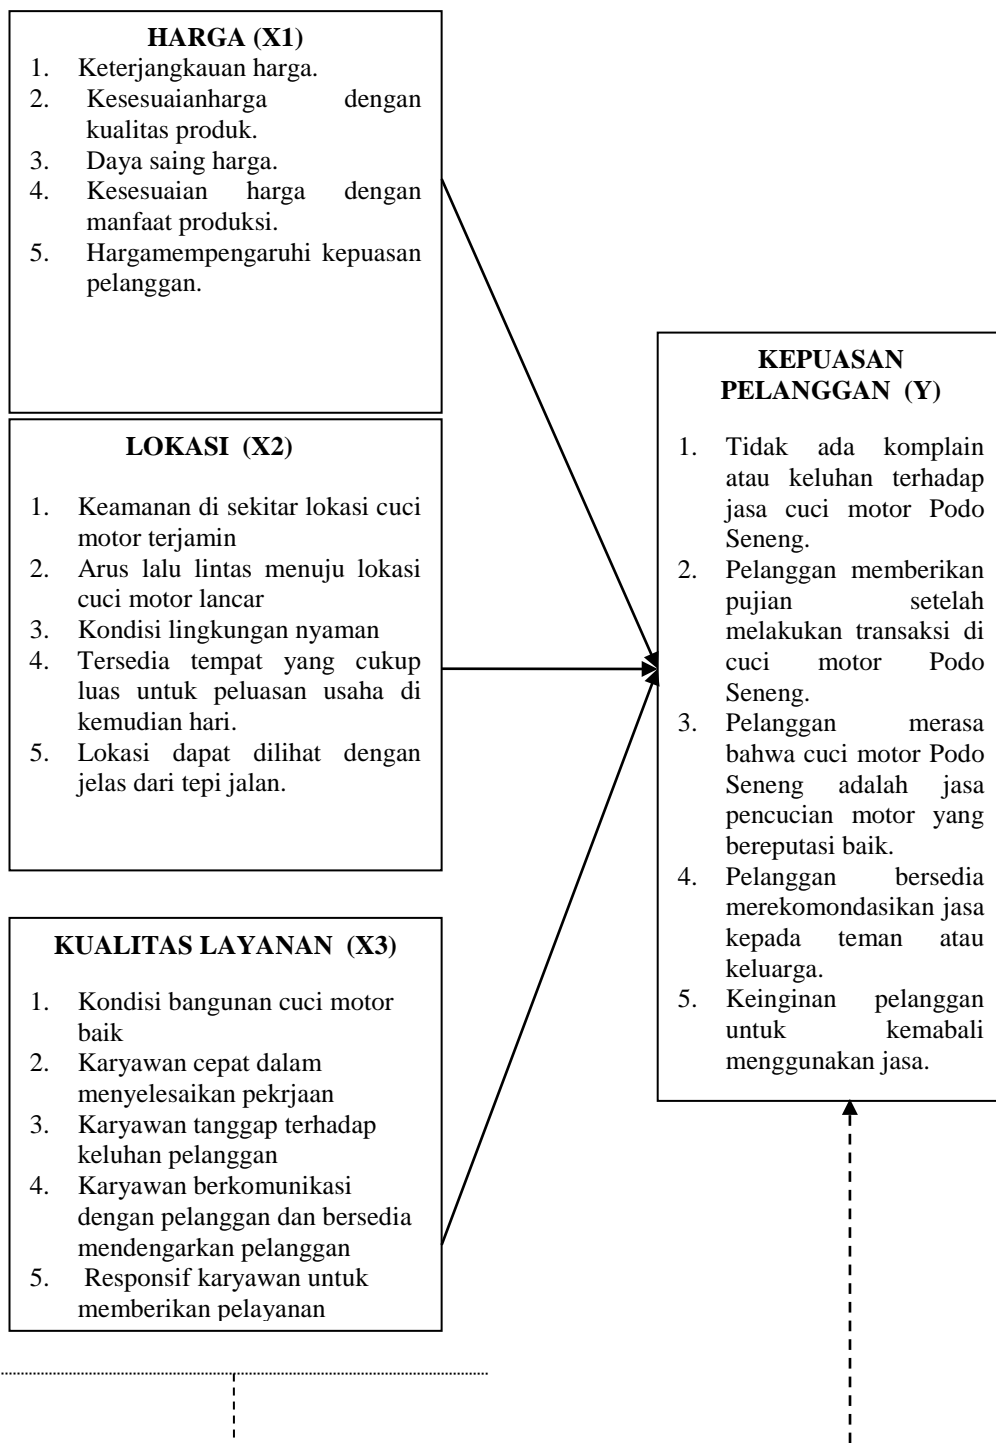 HARGA (X1)
1. Keterjangkauan harga.
2. Kesesuaianharga dengan
kualitas produk.
3. Daya saing harga.
4. Kesesuaian harga dengan
manfaat produksi.
5. Hargamempengaruhi kepuasan
pelanggan.
LOKASI (X2)
1. Keamanan di sekitar lokasi cuci
motor terjamin
2. Arus lalu lintas menuju lokasi
cuci motor lancar
3. Kondisi lingkungan nyaman
4. Tersedia tempat yang cukup
luas untuk peluasan usaha di
kemudian hari.
5. Lokasi dapat dilihat dengan
jelas dari tepi jalan.
KUALITAS LAYANAN (X3)
1. Kondisi bangunan cuci motor
baik
2. Karyawan cepat dalam
menyelesaikan pekrjaan
3. Karyawan tanggap terhadap
keluhan pelanggan
4. Karyawan berkomunikasi
dengan pelanggan dan bersedia
mendengarkan pelanggan
5. Responsif karyawan untuk
memberikan pelayanan
KEPUASAN
PELANGGAN (Y)
1. Tidak ada komplain
atau keluhan terhadap
jasa cuci motor Podo
Seneng.
2. Pelanggan memberikan
pujian setelah
melakukan transaksi di
cuci motor Podo
Seneng.
3. Pelanggan merasa
bahwa cuci motor Podo
Seneng adalah jasa
pencucian motor yang
bereputasi baik.
4. Pelanggan bersedia
merekomondasikan jasa
kepada teman atau
keluarga.
5. Keinginan pelanggan
untuk kemabali
menggunakan jasa.